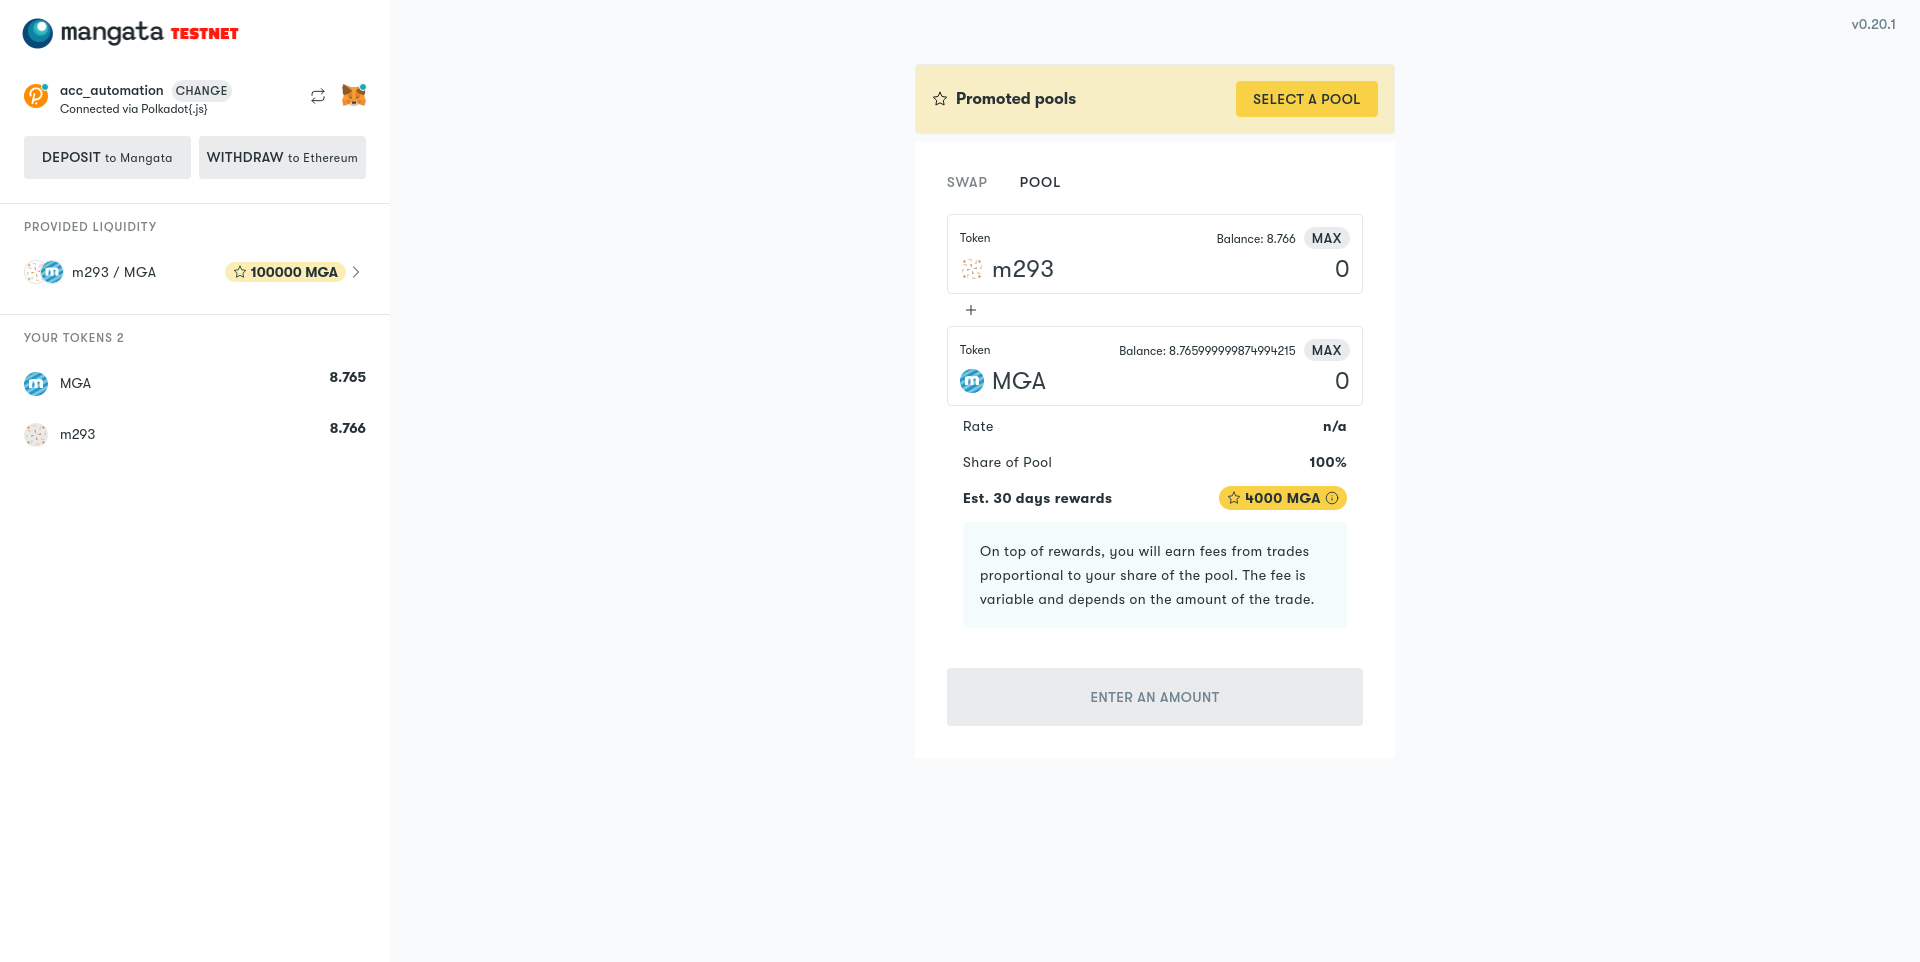 mangata TESTNET
v0.20.1
acc_automation CHANGE
Connected via Polkadot{.js}
DEPOSIT to Mangata
WITHDRAW to Ethereum
PROVIDED LIQUIDITY
m293 / MGA
100000 MGA
YOUR TOKENS 2
MGA
8.765
m293
8.766
Promoted pools
SELECT A POOL
SWAP
POOL
Token
Balance: 8.766 MAX
m293
0
+
Token
Balance: 8.765999999874994215 MAX
MGA
0
Rate
n/a
Share of Pool
100%
Est. 30 days rewards
4000 MGA
On top of rewards, you will earn fees from trades
proportional to your share of the pool. The fee is
variable and depends on the amount of the trade.
ENTER AN AMOUNT